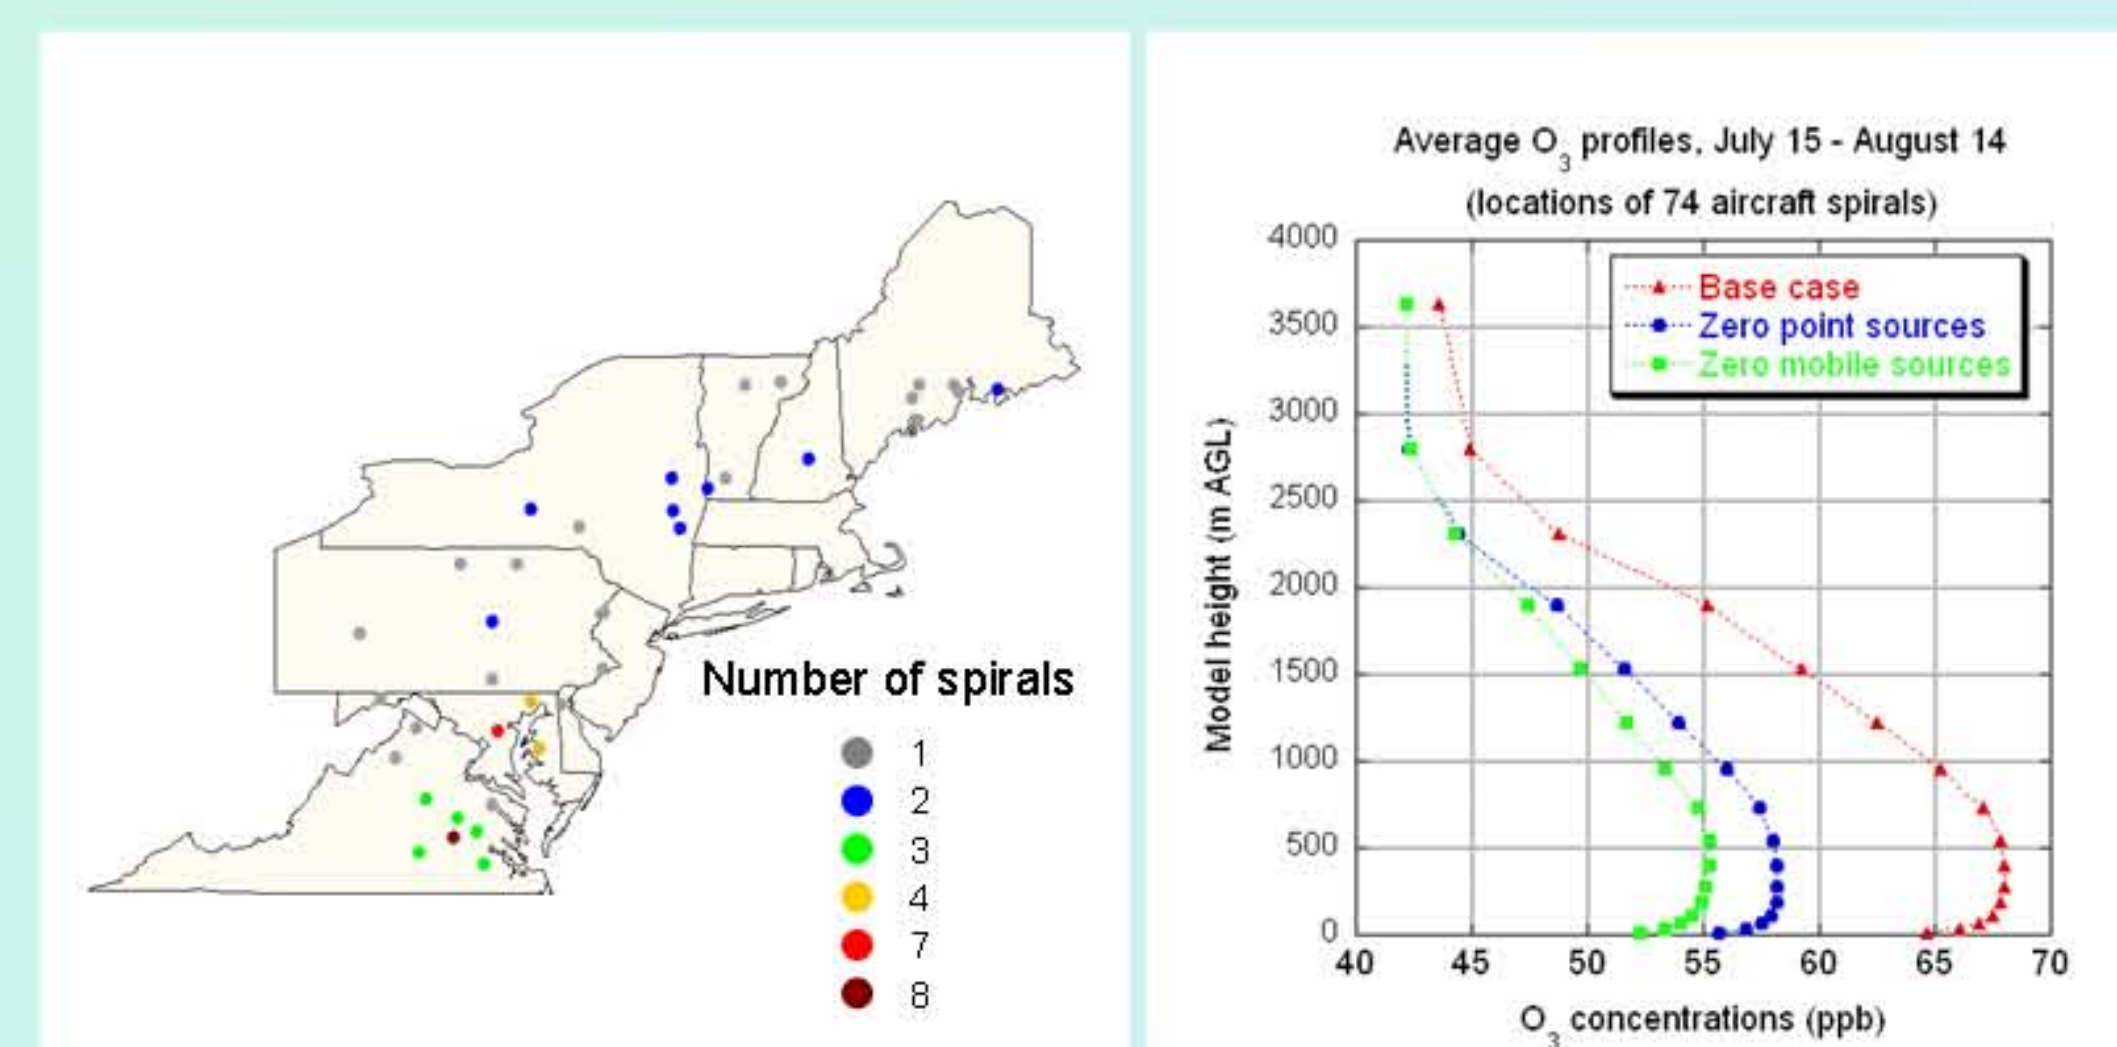 Number of spirals
1
2
3
4
7
8
Average O3 profiles, July 15 - August 14
(locations of 74 aircraft spirals)
Base case
Zero point sources
Zero mobile sources
Model height (m AGL)
4000
3500
3000
2500
2000
1500
1000
500
0
40 45 50 55 60 65 70
O3 concentrations (ppb)